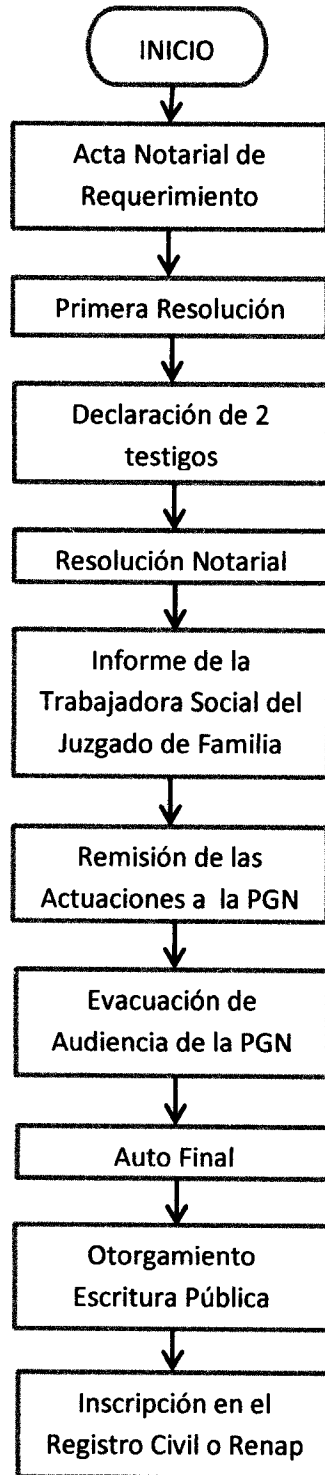 INICIO
Acta Notarial de
Requerimiento
Primera Resolución
Declaración de 2
testigos
Resolución Notarial
Informe de la
Trabajadora Social del
Juzgado de Familia
Remisión de las
Actuaciones a la PGN
Evacuación de
Audiencia de la PGN
Auto Final
Otorgamiento
Escritura Pública
Inscripción en el
Registro Civil o Renap